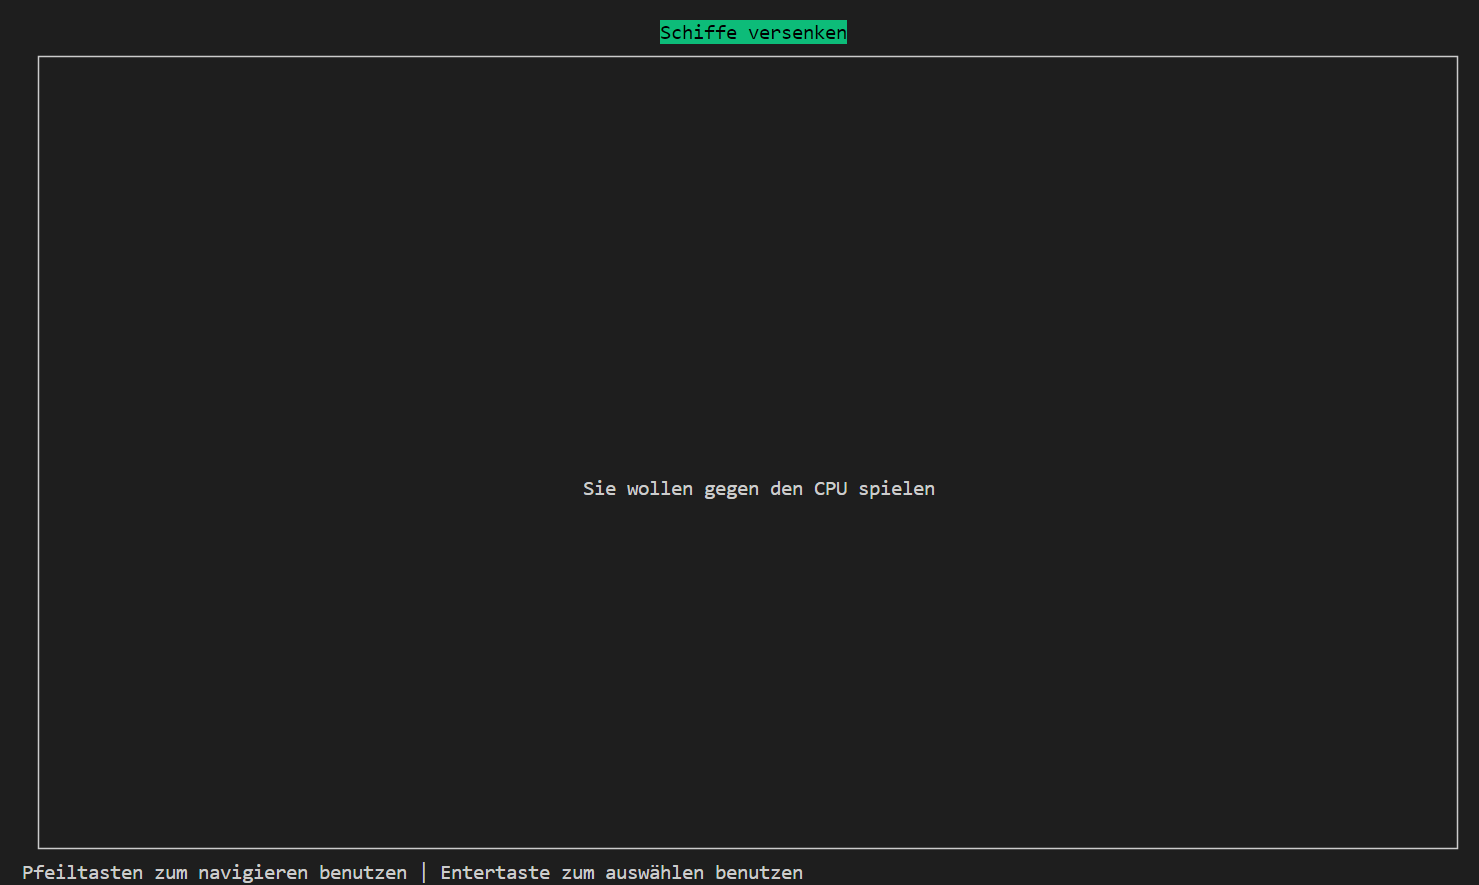 Schiffe versenken
Sie wollen gegen den CPU spielen
Pfeiltasten zum navigieren benutzen | Entertaste zum auswählen benutzen